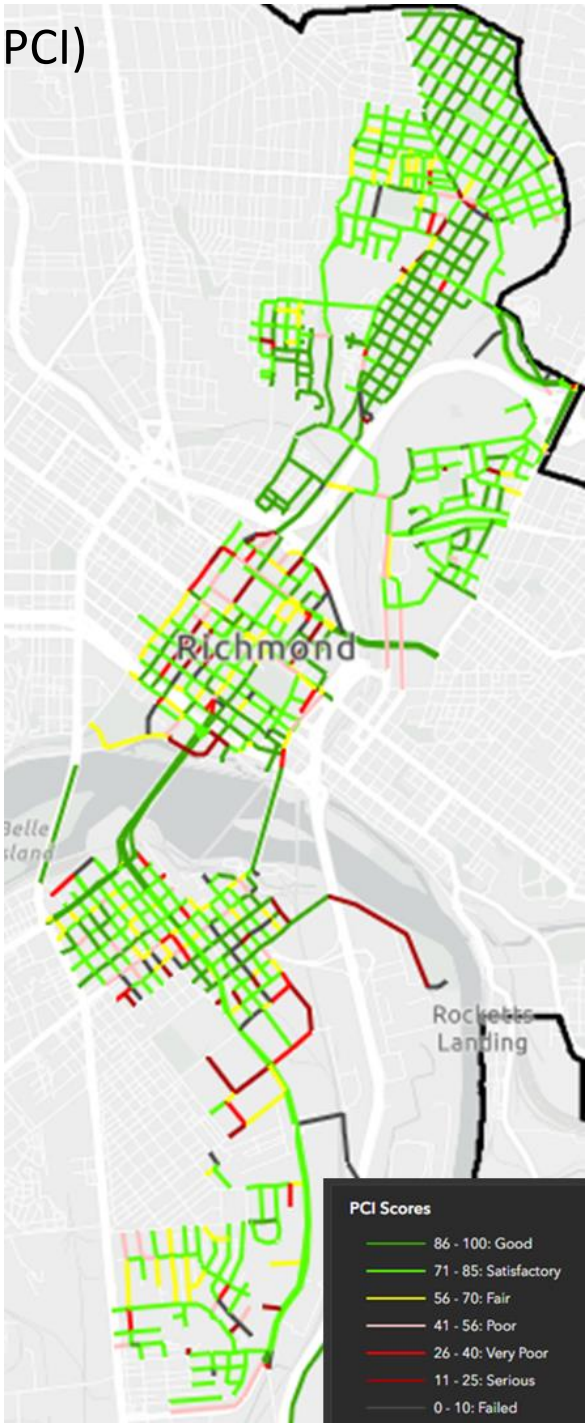 PCI)
Richmond
Belle
Island
Rocketts
Landing
PCI Scores
86 - 100: Good
71 - 85: Satisfactory
56 - 70: Fair
41 - 56: Poor
26 - 40: Very Poor
11 - 25: Serious
0 - 10: Failed